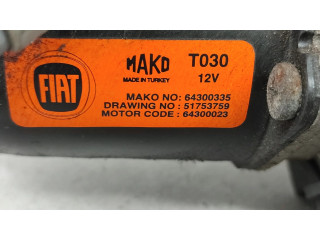 FIAT
MAKO T030
MADE IN TURKEY 12V
MAKO NO: 64300335
DRAWING NO : 51753759
MOTOR CODE : 64300023